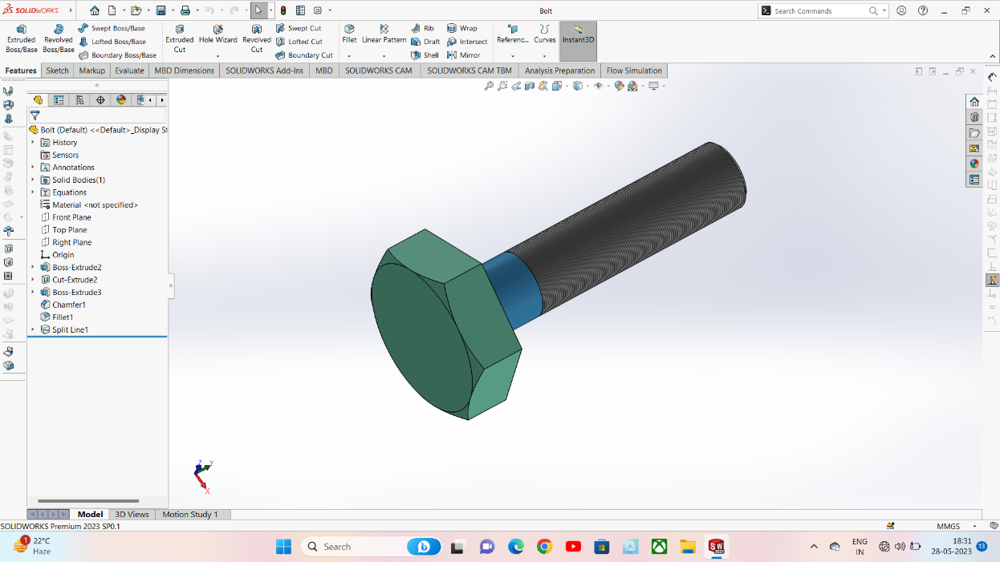 SOLIDWORKS
Bolt
Search Commands
Extruded Boss/Base
Revolved Boss/Base
Swept Boss/Base
Lofted Boss/Base
Boundary Boss/Base
Extruded Cut
Hole Wizard
Revolved Cut
Swept Cut
Lofted Cut
Boundary Cut
Fillet
Linear Pattern
Rib
Draft
Shell
Wrap
Intersect
Mirror
Referenc...
Curves
Instant3D
Features
Sketch
Markup
Evaluate
MBD Dimensions
SOLIDWORKS Add-Ins
MBD
SOLIDWORKS CAM
SOLIDWORKS CAM TBM
Analysis Preparation
Flow Simulation
Bolt (Default) <<Default>_Display St
History
Sensors
Annotations
Solid Bodies(1)
Equations
Material <not specified>
Front Plane
Top Plane
Right Plane
Origin
Boss-Extrude2
Cut-Extrude2
Boss-Extrude3
Chamfer1
Fillet1
Split Line1
Z
Y
X
Model
3D Views
Motion Study 1
SOLIDWORKS Premium 2023 SP0.1
MMGS
1
22°C
Haze
Search
ENG
IN
18:31
28-05-2023
13